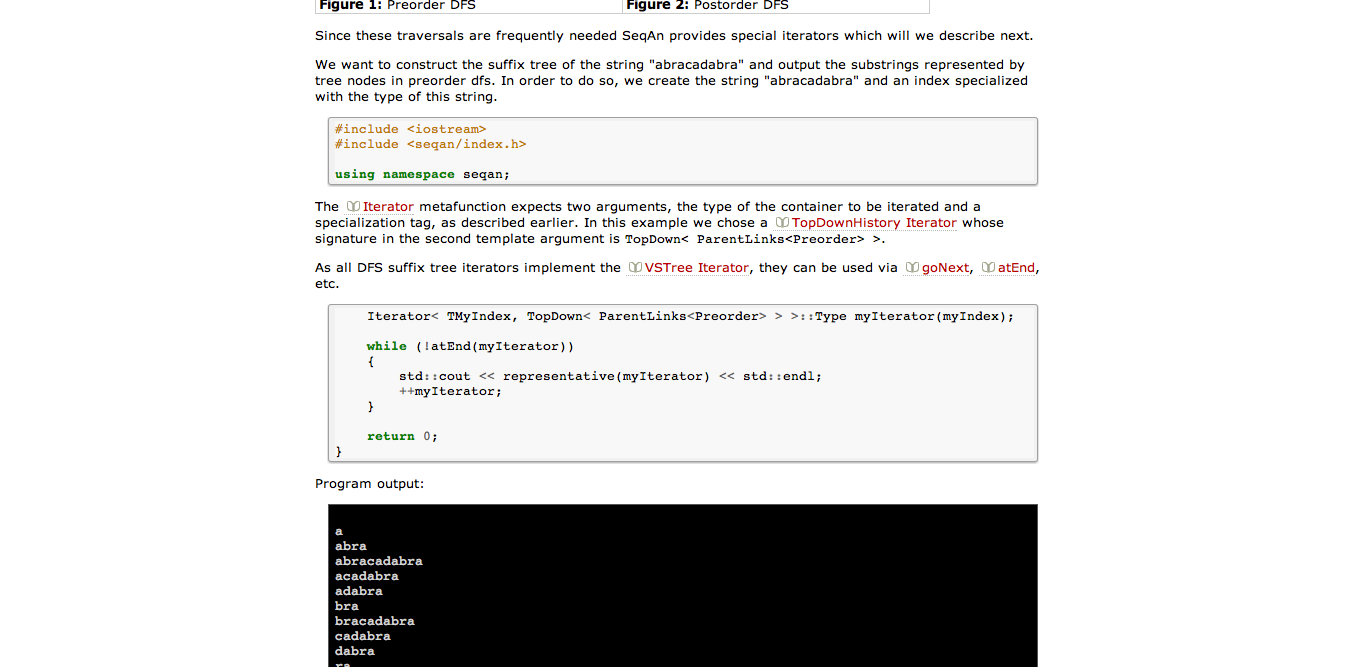 Figure 1: Preorder DFS
Figure 2: Postorder DFS
Since these traversals are frequently needed SeqAn provides special iterators which will we describe next.
We want to construct the suffix tree of the string "abracadabra" and output the substrings represented by
tree nodes in preorder dfs. In order to do so, we create the string "abracadabra" and an index specialized
with the type of this string.
#include <iostream>
#include <seqan/index.h>
using namespace seqan;
The Iterator metafunction expects two arguments, the type of the container to be iterated and a
specialization tag, as described earlier. In this example we chose a TopDownHistory Iterator whose
signature in the second template argument is TopDown< ParentLinks<Preorder> >.
As all DFS suffix tree iterators implement the VSTree Iterator, they can be used via goNext, atEnd,
etc.
Iterator< TMyIndex, TopDown< ParentLinks<Preorder> > >::Type myIterator(myIndex);
while (!atEnd(myIterator))
{
std::cout << representative(myIterator) << std::endl;
++myIterator;
}
return 0;
}
Program output:
a
abra
abracadabra
acadabra
adabra
bra
bracadabra
cadabra
dabra
ra